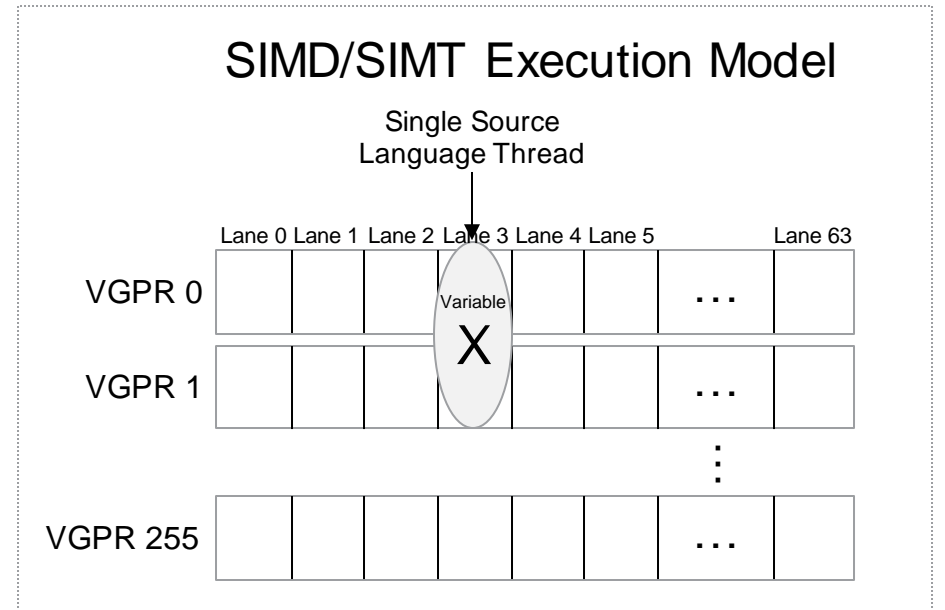 SIMD/SIMT Execution Model
Single Source
Language Thread
Lane 0 Lane 1 Lane 2 Lane 3 Lane 4 Lane 5 Lane 63
VGPR 0 ...
Variable
X
VGPR 1 ...
...
VGPR 255 ...